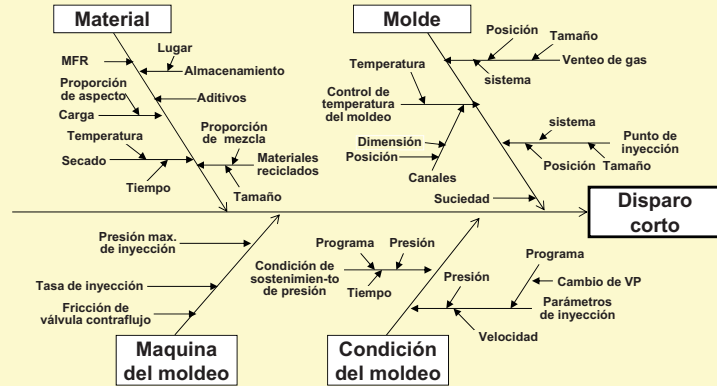 Material
Lugar
MFR
Almacenamiento
Proporción
de aspecto
Aditivos
Carga
Temperatura
Proporción
de mezcla
Secado
Materiales
reciclados
Tiempo
Tamaño
Molde
Posición
Tamaño
Venteo de gas
sistema
Temperatura
Control de
temperatura
del moldeo
sistema
Punto de
inyección
Dimensión
Posición
Posición
Tamaño
Canales
Suciedad
Disparo
corto
Presión max.
de inyección
Tasa de inyección
Fricción de
válvula contraflujo
Maquina
del moldeo
Programa
Presión
Condición de
sostenimien-to
de presión
Tiempo
Programa
Presión
Cambio de VP
Parámetros
de inyección
Velocidad
Condición
del moldeo